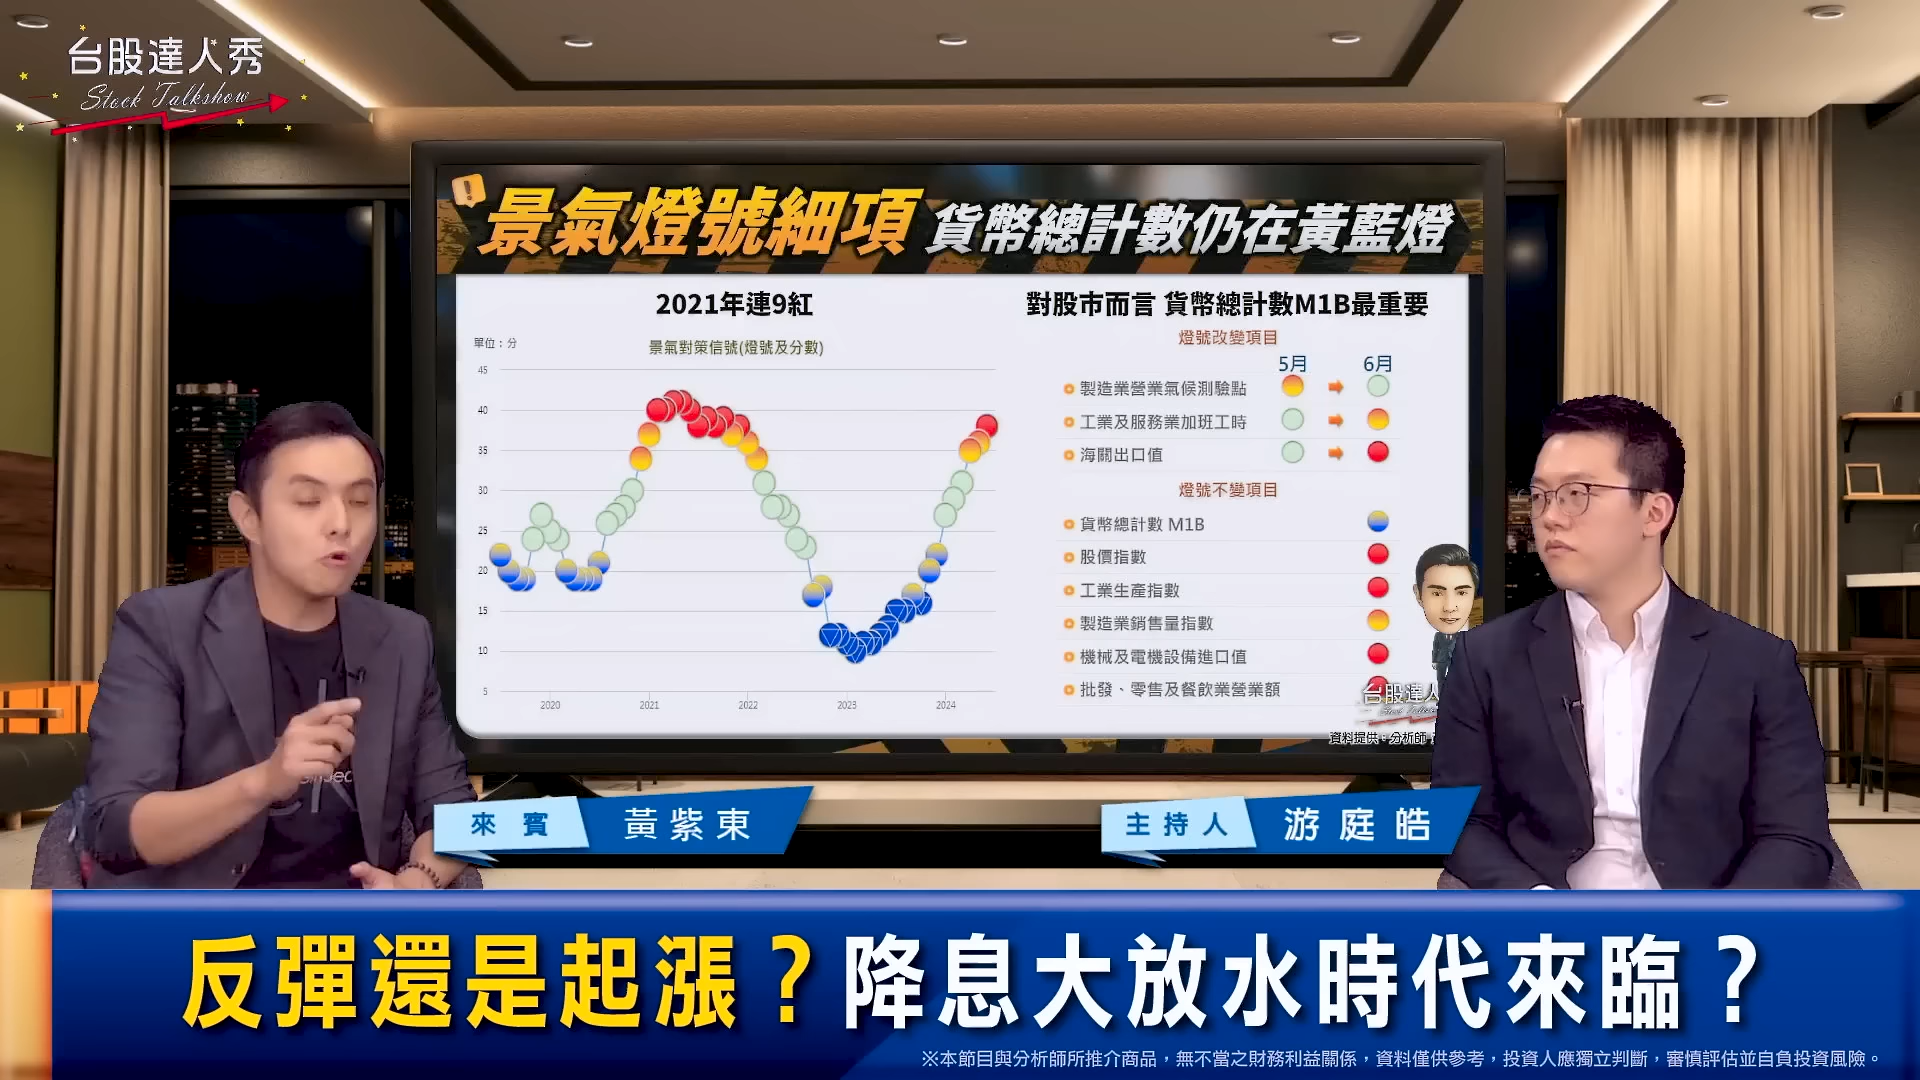 台股達人秀
Stock Talkshow
景氣燈號細項 貨幣總計數仍在黃藍燈
2021年連9紅
單位：分
景氣對策信號(燈號及分數)
45
40
35
30
25
20
15
10
5
2020 2021 2022 2023 2024
對股市而言 貨幣總計數M1B最重要
燈號改變項目
5月 6月
製造業營業氣候測驗點
工業及服務業加班工時
海關出口值
燈號不變項目
貨幣總計數 M1B
股價指數
工業生產指數
製造業銷售量指數
機械及電機設備進口值
批發、零售及餐飲業營業額
台股達人
資料提供：分析師
來賓 黃紫東
主持人 游庭皓
反彈還是起漲？降息大放水時代來臨？
※本節目與分析師所推介商品，無不當之財務利益關係，資料僅供參考，投資人應獨立判斷，審慎評估並自負投資風險。